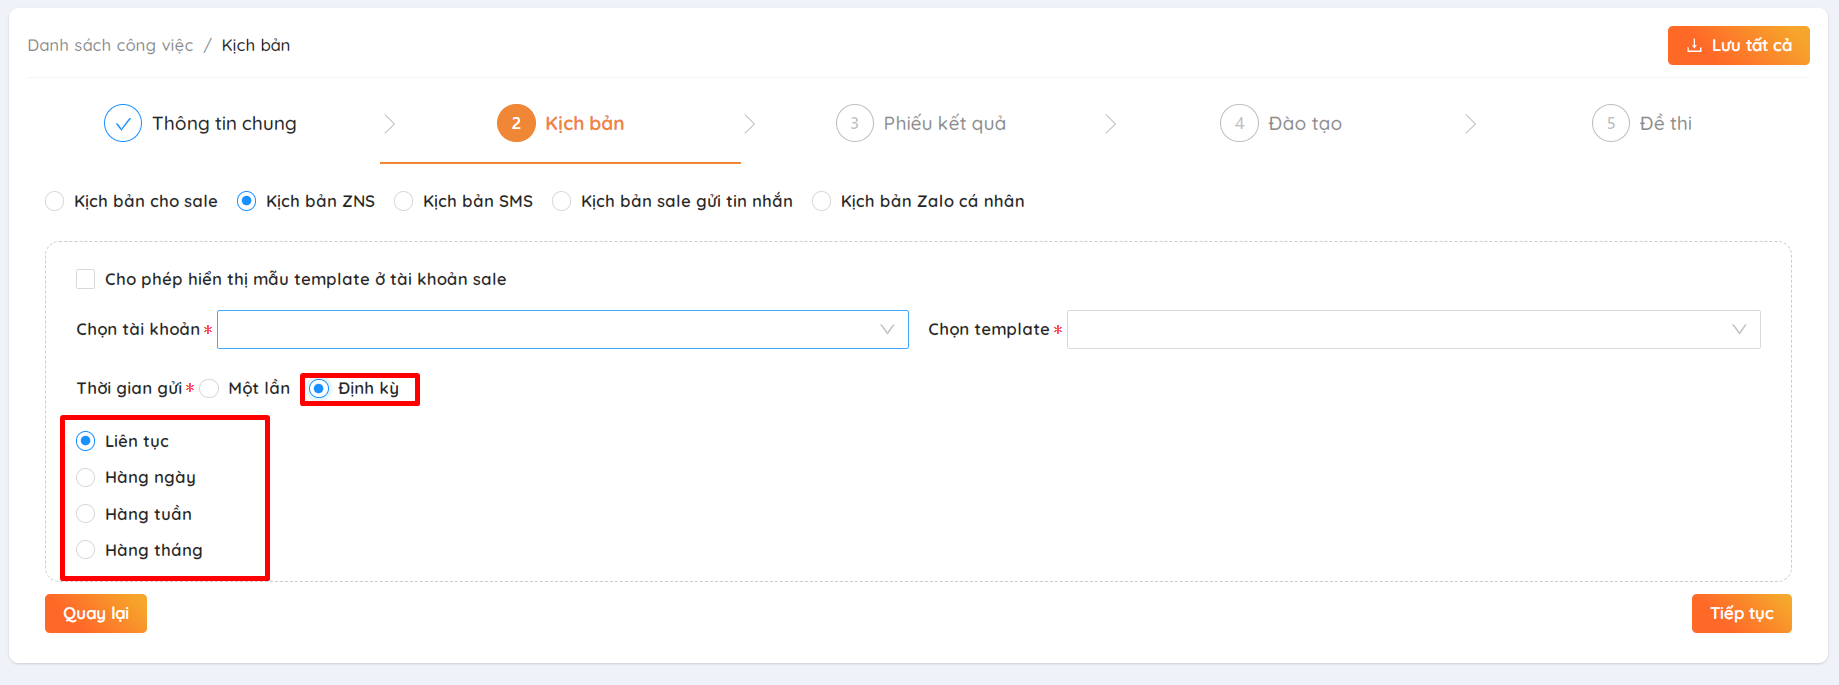 Danh sách công việc / Kịch bản
Lưu tất cả
Thông tin chung
2 Kịch bản
3 Phiếu kết quả
4 Đào tạo
5 Đề thi
Kịch bản cho sale Kịch bản ZNS Kịch bản SMS Kịch bản sale gửi tin nhắn Kịch bản Zalo cá nhân
Cho phép hiển thị mẫu template ở tài khoản sale
Chọn tài khoản * Chọn template *
Thời gian gửi * Một lần Định kỳ
Liên tục
Hàng ngày
Hàng tuần
Hàng tháng
Quay lại
Tiếp tục